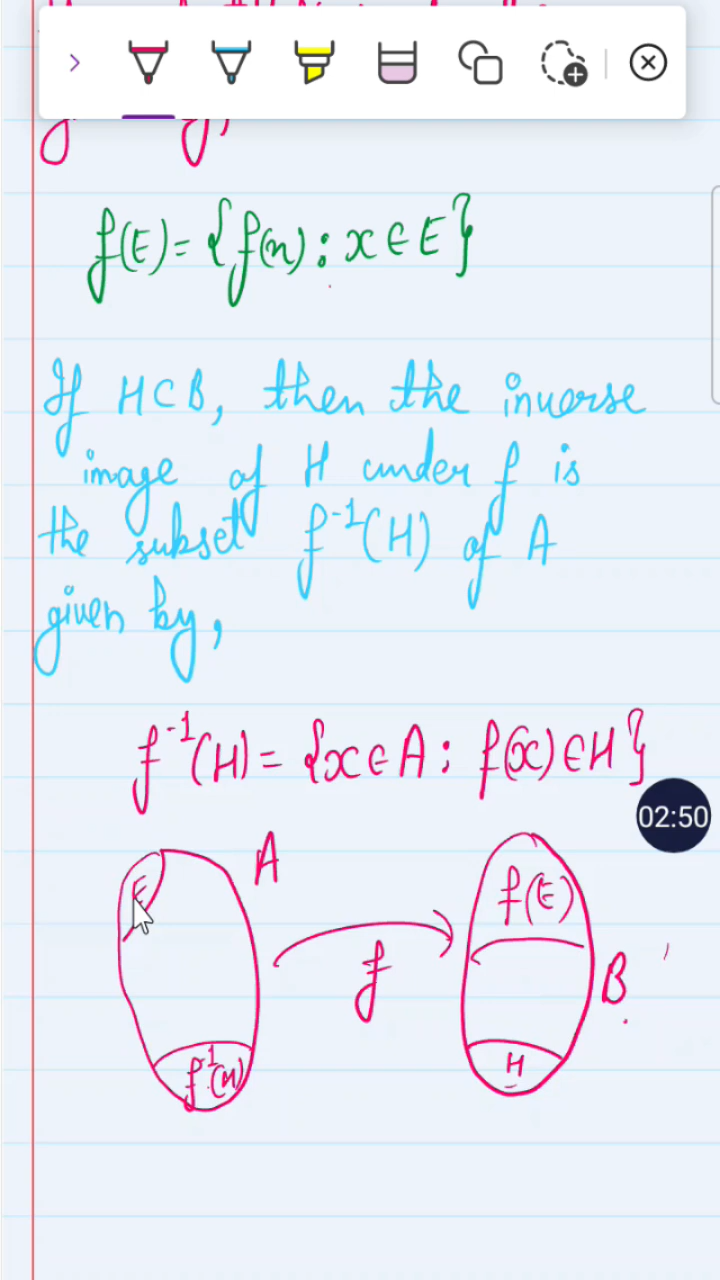 f(E) = {f(x) : x ∈ E}
If H⊂B, then the inverse
image of H under f is
the subset f⁻¹(H) of A
given by,
f⁻¹(H) = {x∈A : f(x)∈H}
02:50
A
E
f(E)
f
B
f⁻¹(H)
H